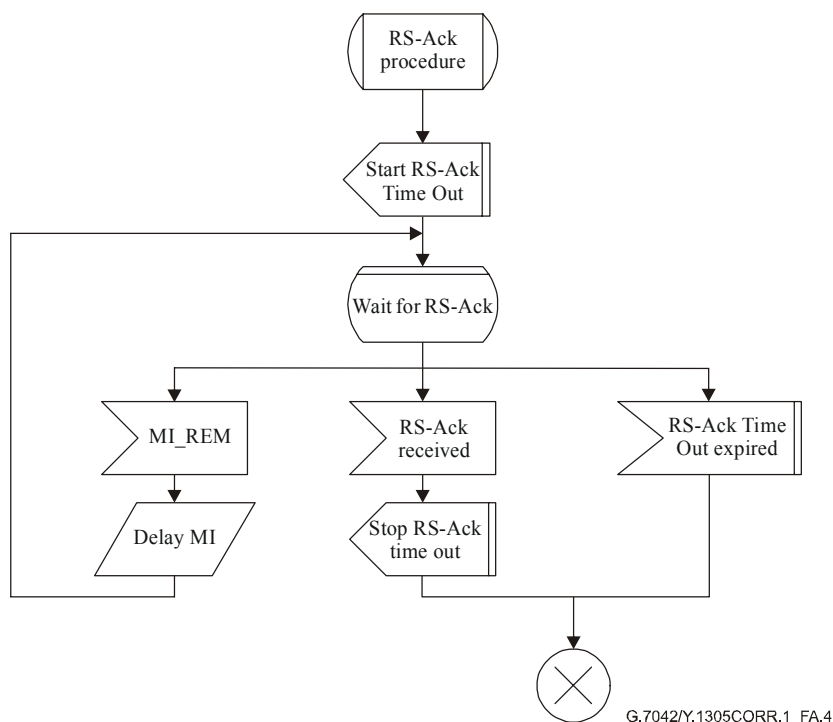 RS-Ack
procedure
Start RS-Ack
Time Out
Wait for RS-Ack
MI_REM
RS-Ack
received
RS-Ack Time
Out expired
Delay MI
Stop RS-Ack
time out
G.7042/Y.1305CORR.1_FA.4